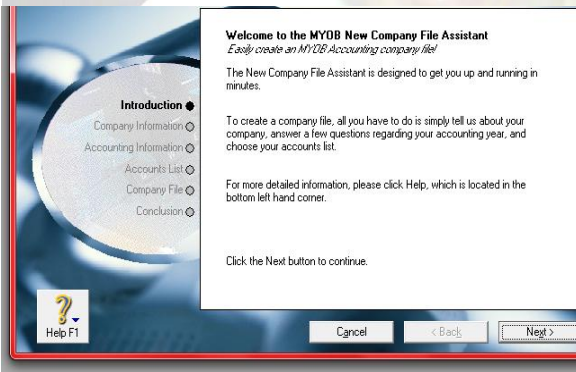 Welcome to the MYOB New Company File Assistant
Easily create an MYOB Accounting company file!
The New Company File Assistant is designed to get you up and running in
minutes.
To create a company file, all you have to do is simply tell us about your
company, answer a few questions regarding your accounting year, and
choose your accounts list.
For more detailed information, please click Help, which is located in the
bottom left hand corner.
Click the Next button to continue.
Introduction
Company Information
Accounting Information
Accounts List
Company File
Conclusion
Help F1
Cancel
< Back
Next >